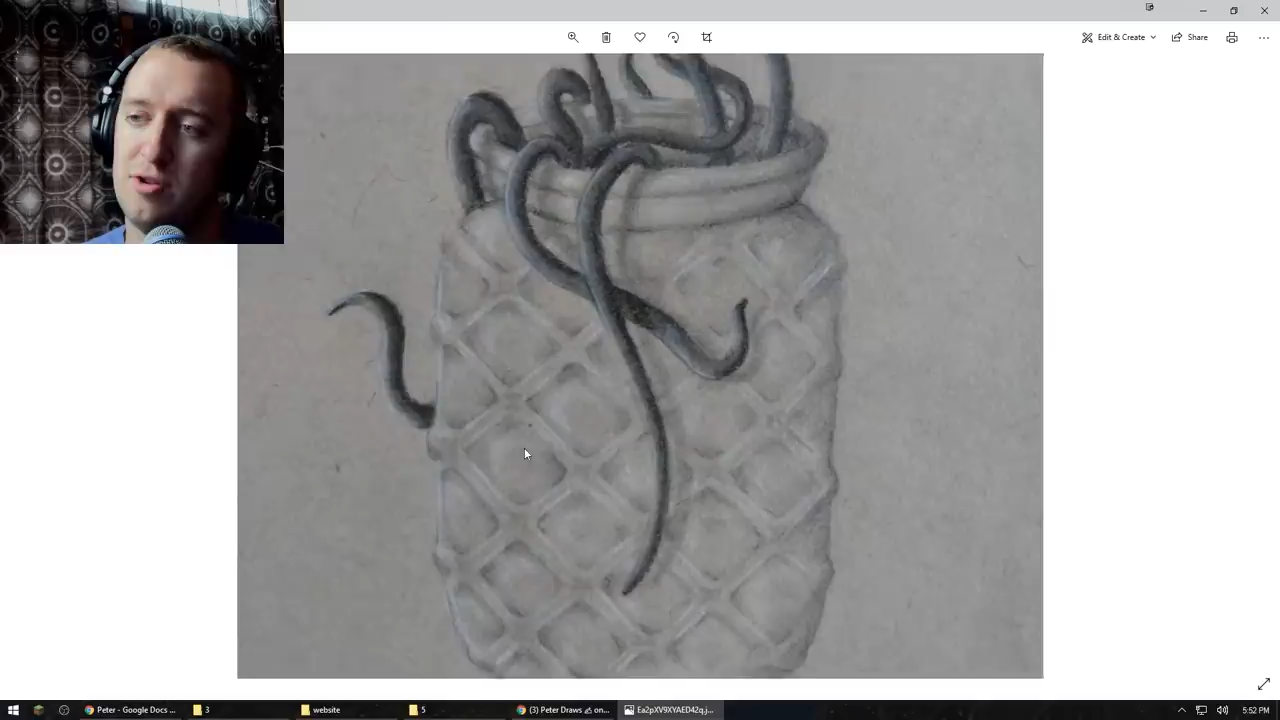 Edit & Create
Share
Peter - Google Docs ...
3
website
5
(3) Peter Draws
on...
Ea2pXV9XYAED42q.j...
5:52 PM